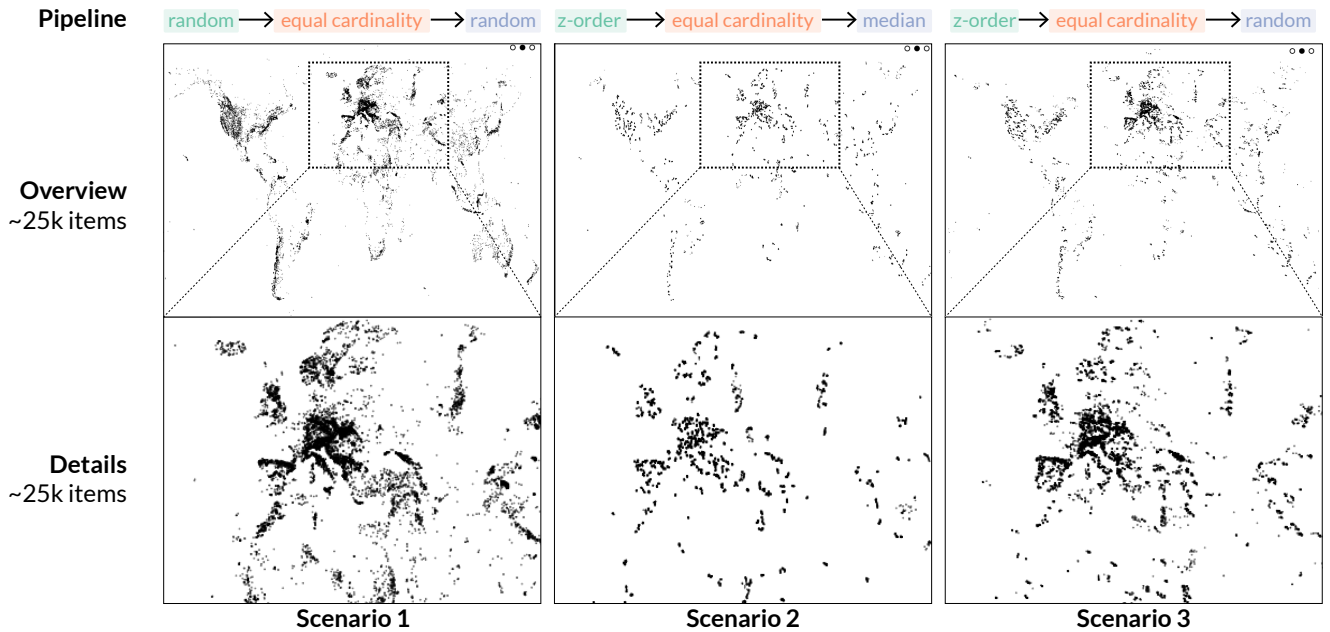 Pipeline random → equal cardinality → random z-order → equal cardinality → median z-order → equal cardinality → random
Overview
~25k items
Details
~25k items
Scenario 1 Scenario 2 Scenario 3